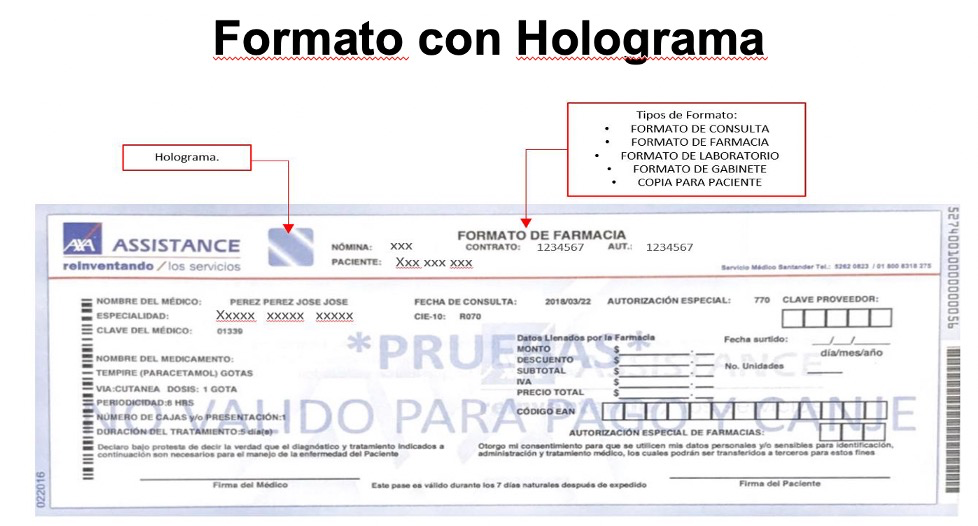 Formato con Holograma
Tipos de Formato:
• FORMATO DE CONSULTA
• FORMATO DE FARMACIA
• FORMATO DE LABORATORIO
• FORMATO DE GABINETE
• COPIA PARA PACIENTE
Holograma.
AXA ASSISTANCE
reinventando / los servicios
FORMATO DE FARMACIA
NÓMINA: xxx CONTRATO: 1234567 AUT.: 1234567
PACIENTE: Xxx xxx xxx
Servicio Médico Santander Tel.: 5262 0823 / 01 800 8318 275
NOMBRE DEL MÉDICO: PEREZ PEREZ JOSE JOSE FECHA DE CONSULTA: 2018/03/22 AUTORIZACIÓN ESPECIAL: 770 CLAVE PROVEEDOR:
ESPECIALIDAD: Xxxxx xxxxx xxxxx CIE-10: R070
CLAVE DEL MÉDICO: 01339
*PRUEBAS*
Datos Llenados por la Farmacia Fecha surtido: __/__/__
MONTO $ .
día/mes/año
NOMBRE DEL MEDICAMENTO: DESCUENTO $ .
SUBTOTAL $ . No. Unidades
TEMPIRE (PARACETAMOL) GOTAS
IVA $ .
VIA:CUTANEA DOSIS: 1 GOTA PRECIO TOTAL $ .
PERIODICIDAD:8 HRS
NO VALIDO PARA PAGO Y CANJE
NÚMERO DE CAJAS y/o PRESENTACIÓN:1 CÓDIGO EAN
DURACIÓN DEL TRATAMIENTO:5 día(s) AUTORIZACIÓN ESPECIAL DE FARMACIAS:
Declaro bajo protesta de decir la verdad que el diagnóstico y tratamiento indicados a
continuación son necesarios para el manejo de la enfermedad del Paciente
Otorgo mi consentimiento para que se utilicen mis datos personales y/o sensibles para identificación,
administración y tratamiento médico, los cuales podrán ser transferidos a terceros para estos fines
Firma del Médico Este pase es válido durante los 7 días naturales después de expedido Firma del Paciente
022016